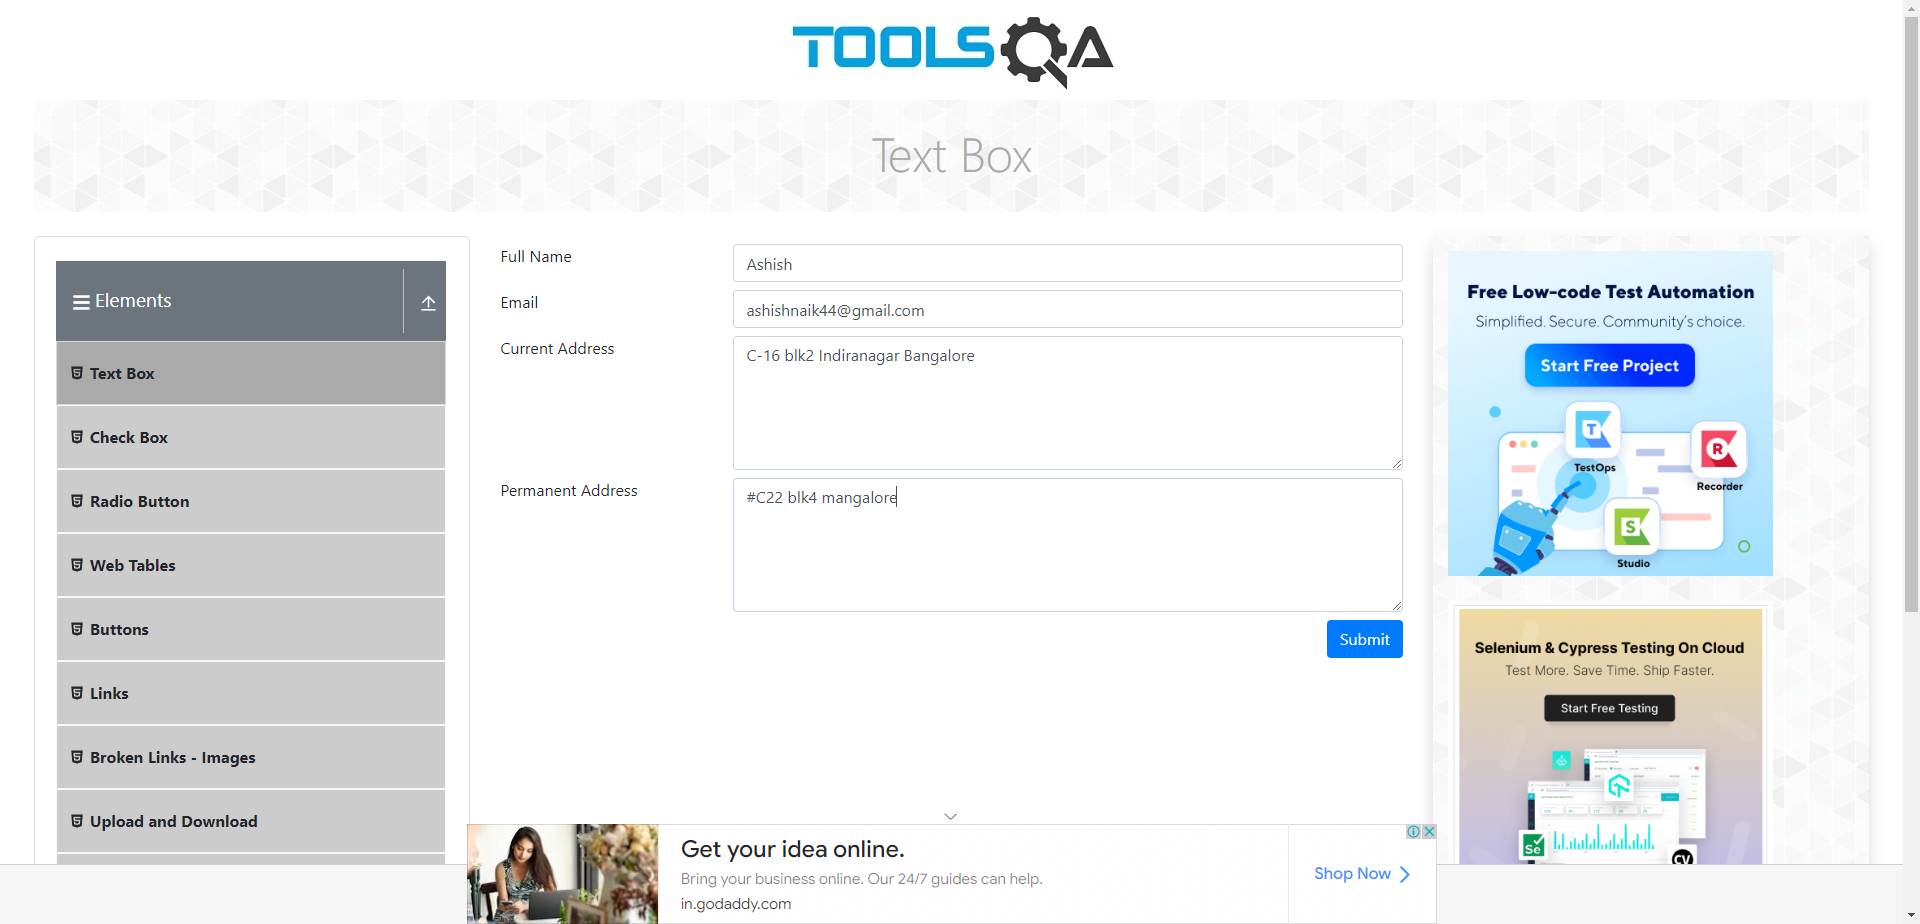 TOOLSQA
Text Box
Elements
Text Box
Check Box
Radio Button
Web Tables
Buttons
Links
Broken Links - Images
Upload and Download
Full Name
Ashish
Email
ashishnaik44@gmail.com
Current Address
C-16 blk2 Indiranagar Bangalore
Permanent Address
#C22 blk4 mangalore
Submit
Free Low-code Test Automation
Simplified. Secure. Community's choice.
Start Free Project
T
TestOps
R
Recorder
S
Studio
Selenium & Cypress Testing On Cloud
Test More. Save Time. Ship Faster.
Start Free Testing
Se
CV
Get your idea online.
Bring your business online. Our 24/7 guides can help.
in.godaddy.com
Shop Now